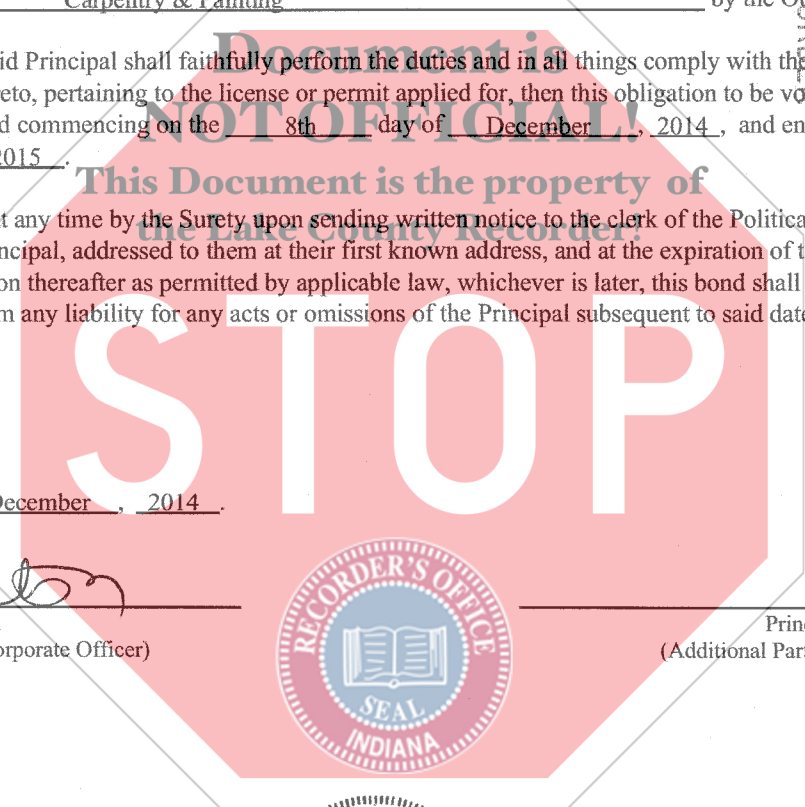 Carpentry & Painting by the
Document is
id Principal shall faithfully perform the duties and in all things comply with the
reto, pertaining to the license or permit applied for, then this obligation to be vo
NOT OFFICIAL!
d commencing on the 8th day of December, 2014, and en
2015.
This Document is the property of
t any time by the Surety upon sending written notice to the clerk of the Politica
the Lake County Recorder!
ncipal, addressed to them at their first known address, and at the expiration of t
on thereafter as permitted by applicable law, whichever is later, this bond shall
m any liability for any acts or omissions of the Principal subsequent to said date
STOP
December, 2014.
RECORDER'S OFFICE
SEAL
INDIANA
Princ
orporate Officer)
(Additional Part